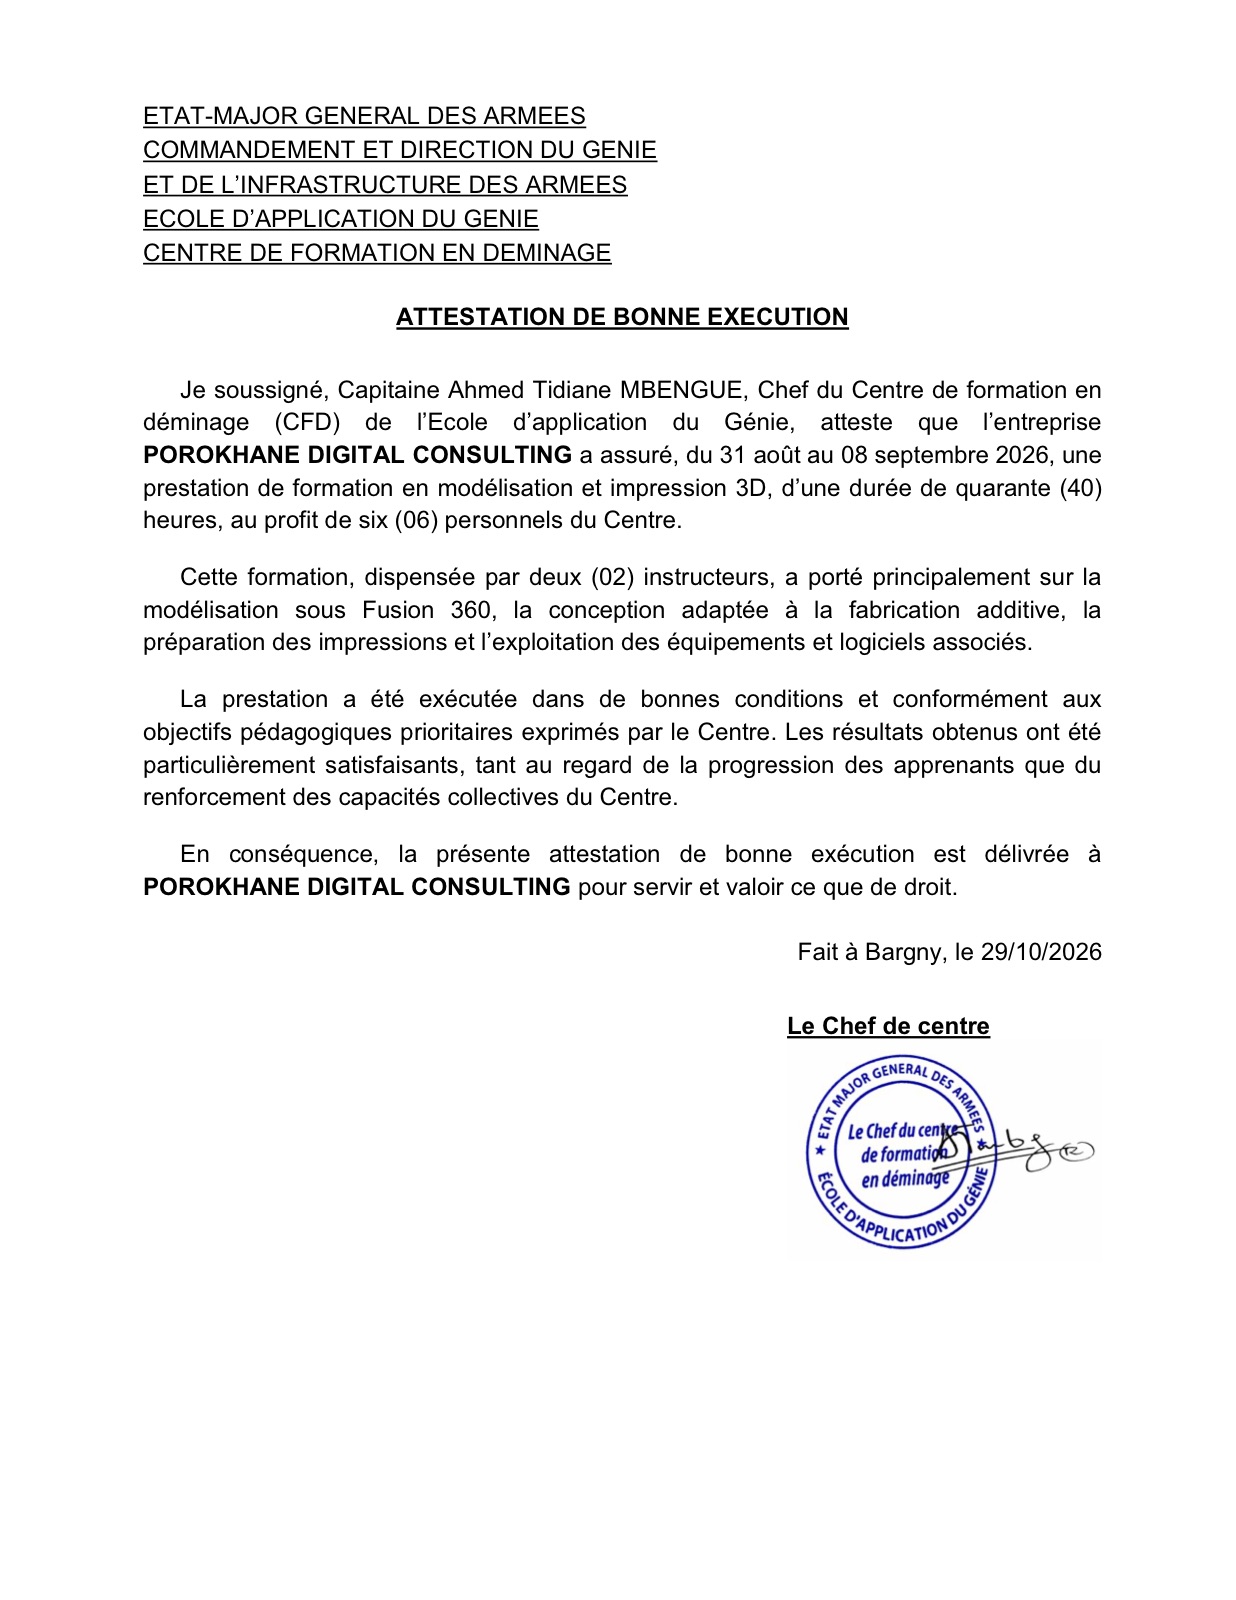 ETAT-MAJOR GENERAL DES ARMEES
COMMANDEMENT ET DIRECTION DU GENIE
ET DE L’INFRASTRUCTURE DES ARMEES
ECOLE D’APPLICATION DU GENIE
CENTRE DE FORMATION EN DEMINAGE
ATTESTATION DE BONNE EXECUTION
Je soussigné, Capitaine Ahmed Tidiane MBENGUE, Chef du Centre de formation en
déminage (CFD) de l’Ecole d’application du Génie, atteste que l’entreprise
POROKHANE DIGITAL CONSULTING a assuré, du 31 août au 08 septembre 2026, une
prestation de formation en modélisation et impression 3D, d’une durée de quarante (40)
heures, au profit de six (06) personnels du Centre.
Cette formation, dispensée par deux (02) instructeurs, a porté principalement sur la
modélisation sous Fusion 360, la conception adaptée à la fabrication additive, la
préparation des impressions et l’exploitation des équipements et logiciels associés.
La prestation a été exécutée dans de bonnes conditions et conformément aux
objectifs pédagogiques prioritaires exprimés par le Centre. Les résultats obtenus ont été
particulièrement satisfaisants, tant au regard de la progression des apprenants que du
renforcement des capacités collectives du Centre.
En conséquence, la présente attestation de bonne exécution est délivrée à
POROKHANE DIGITAL CONSULTING pour servir et valoir ce que de droit.
Fait à Bargny, le 29/10/2026
Le Chef de centre
★ ETAT MAJOR GENERAL DES ARMEES ★
Le Chef du centre
de formation
en déminage
ÉCOLE D'APPLICATION DU GÉNIE